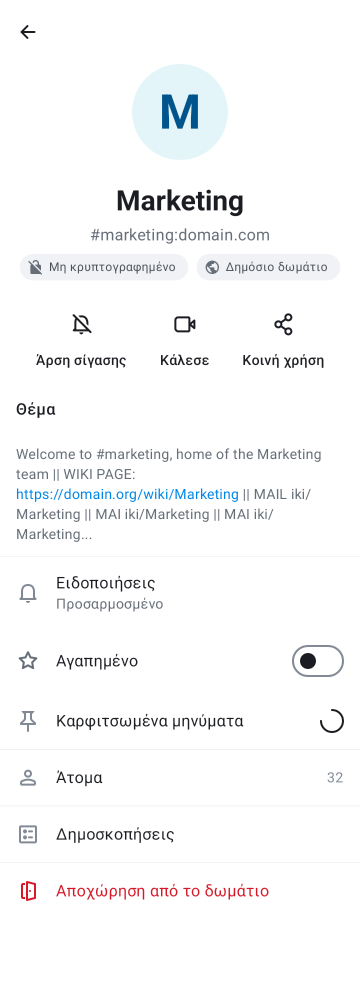 M
Marketing
#marketing:domain.com
Μη κρυπτογραφημένο Δημόσιο δωμάτιο
Άρση σίγασης Κάλεσε Κοινή χρήση
Θέμα
Welcome to #marketing, home of the Marketing
team || WIKI PAGE:
https://domain.org/wiki/Marketing || MAIL iki/
Marketing || MAI iki/Marketing || MAI iki/
Marketing...
Ειδοποιήσεις
Προσαρμοσμένο
Αγαπημένο
Καρφιτσωμένα μηνύματα
Άτομα 32
Δημοσκοπήσεις
Αποχώρηση από το δωμάτιο